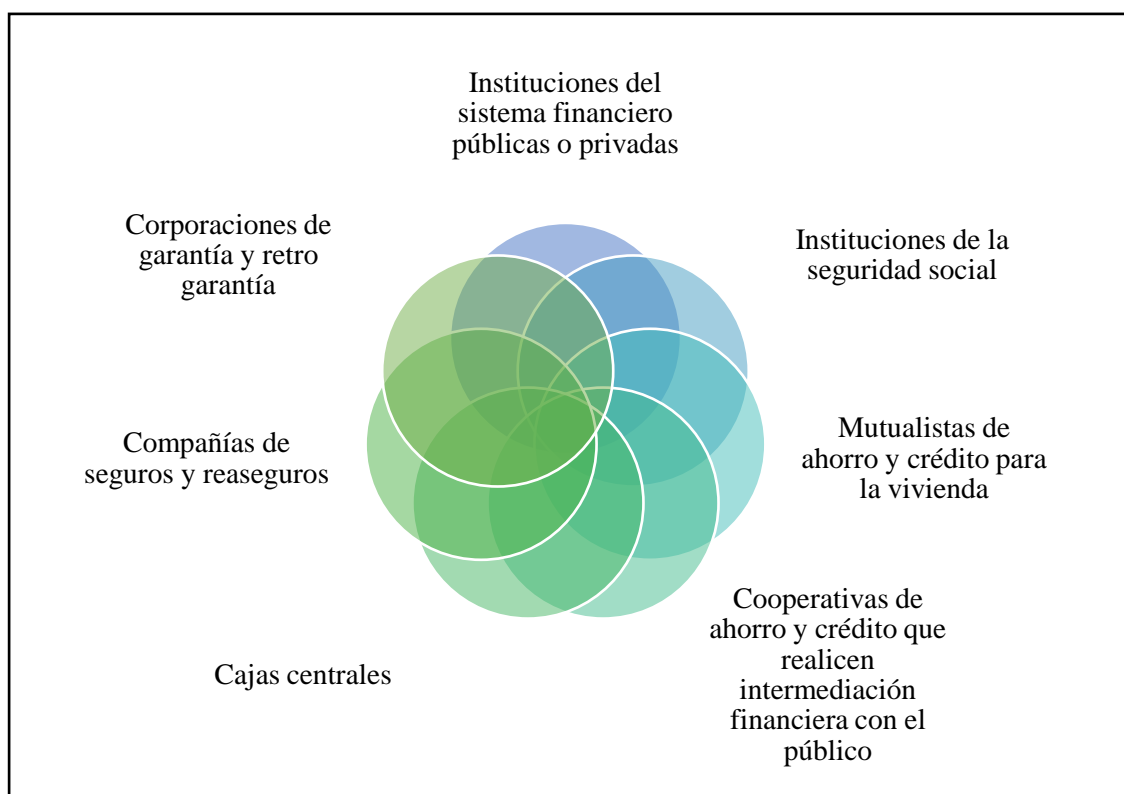 Instituciones del
sistema financiero
públicas o privadas
Instituciones de la
seguridad social
Mutualistas de
ahorro y crédito para
la vivienda
Cooperativas de
ahorro y crédito que
realicen
intermediación
financiera con el
público
Cajas centrales
Compañías de
seguros y reaseguros
Corporaciones de
garantía y retro
garantía